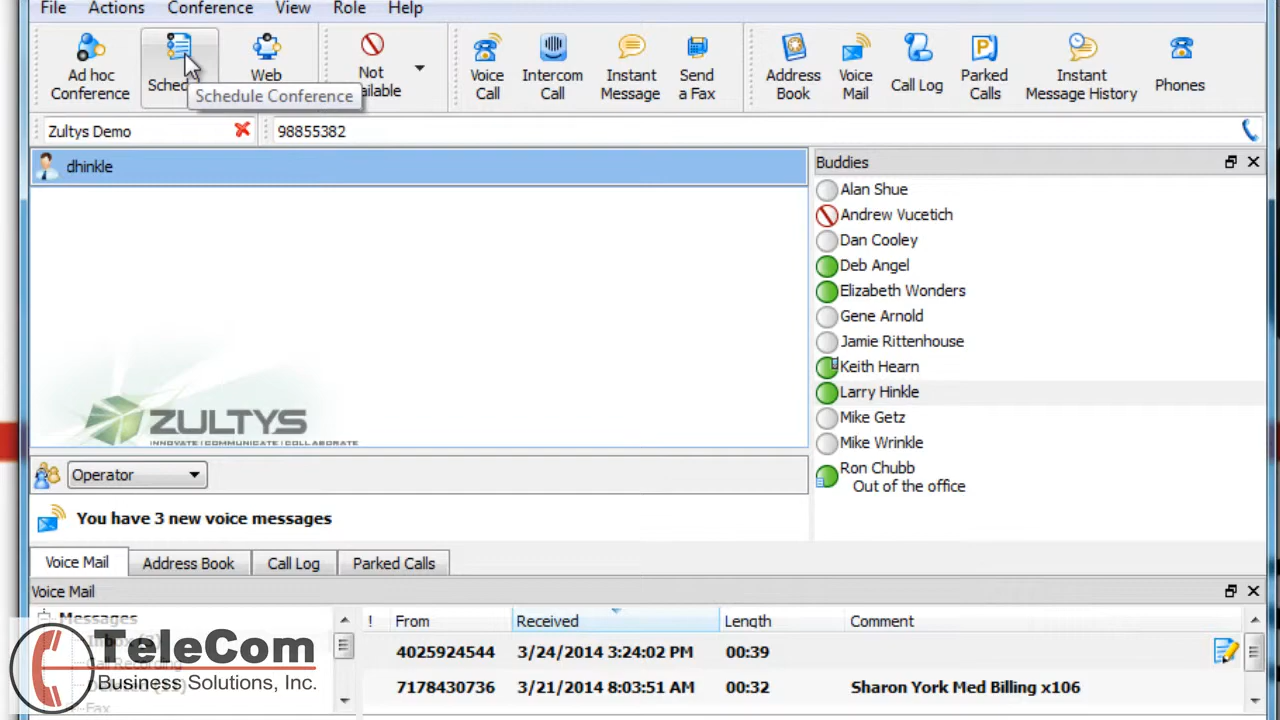 File Actions Conference View Role Help
Ad hoc Conference
Web
Not
Voice Call
Intercom Call
Instant Message
Send a Fax
Address Book
Voice Mail
Call Log
Parked Calls
Instant Message History
Phones
Schedule Conference
Zultys Demo
98855382
dhinkle
Buddies
Alan Shue
Andrew Vucetich
Dan Cooley
Deb Angel
Elizabeth Wonders
Gene Arnold
Jamie Rittenhouse
Keith Hearn
Larry Hinkle
Mike Getz
Mike Wrinkle
Ron Chubb
Out of the office
ZULTYS
INNOVATE | COMMUNICATE | COLLABORATE
Operator
You have 3 new voice messages
Voice Mail Address Book Call Log Parked Calls
Voice Mail
Messages
! From Received Length Comment
4025924544 3/24/2014 3:24:02 PM 00:39
7178430736 3/21/2014 8:03:51 AM 00:32 Sharon York Med Billing x106
TeleCom
Business Solutions, Inc.
Fax